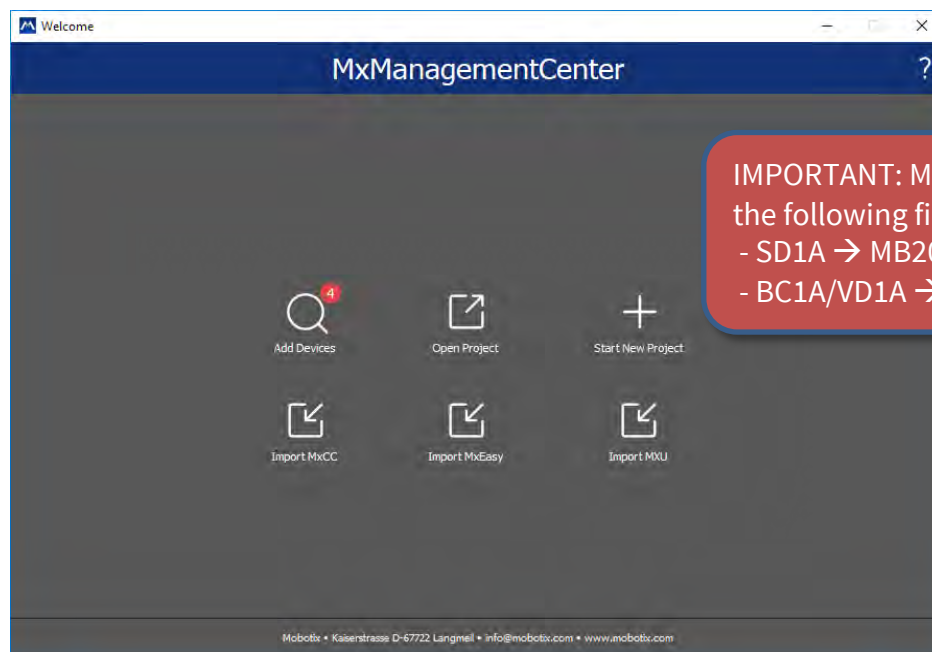 Welcome
MxManagementCenter
?
IMPORTANT: M
the following fi
- SD1A → MB20
- BC1A/VD1A →
4
Add Devices
Open Project
Start New Project
Import MxCC
Import MxEasy
Import MXU
Mobotix • Kaiserstrasse D-67722 Langmeil • info@mobotix.com • www.mobotix.com